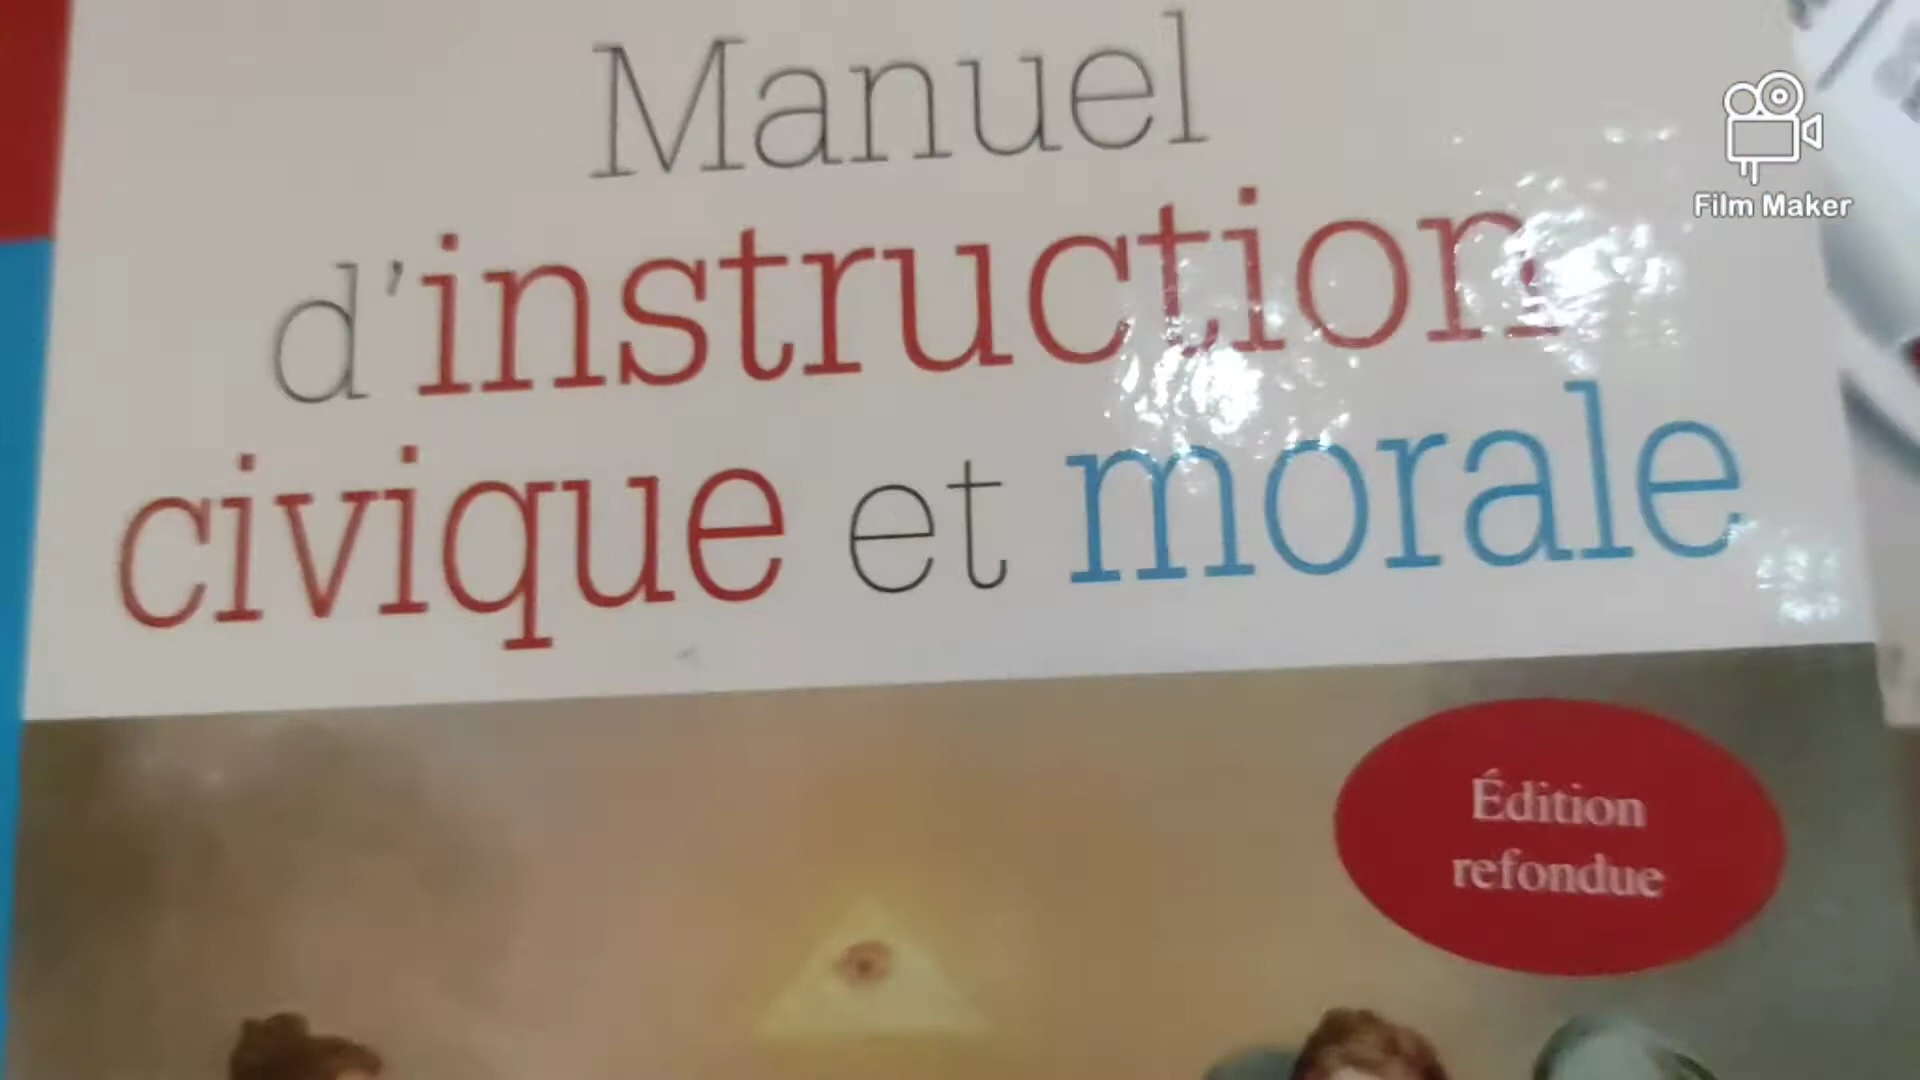 Manuel
d'instruction
civique et morale
Film Maker
Édition
refondue